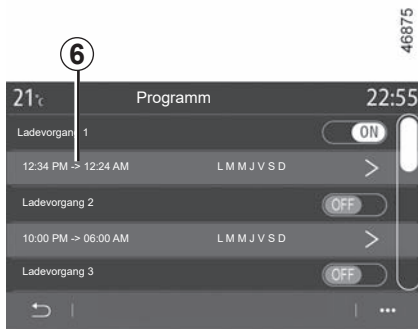 46875
6
21°c Programm 22:55
Ladevorgang 1 ON
12:34 PM -> 12:24 AM L M M J V S D >
Ladevorgang 2 OFF
10:00 PM -> 06:00 AM L M M J V S D >
Ladevorgang 3 OFF
...